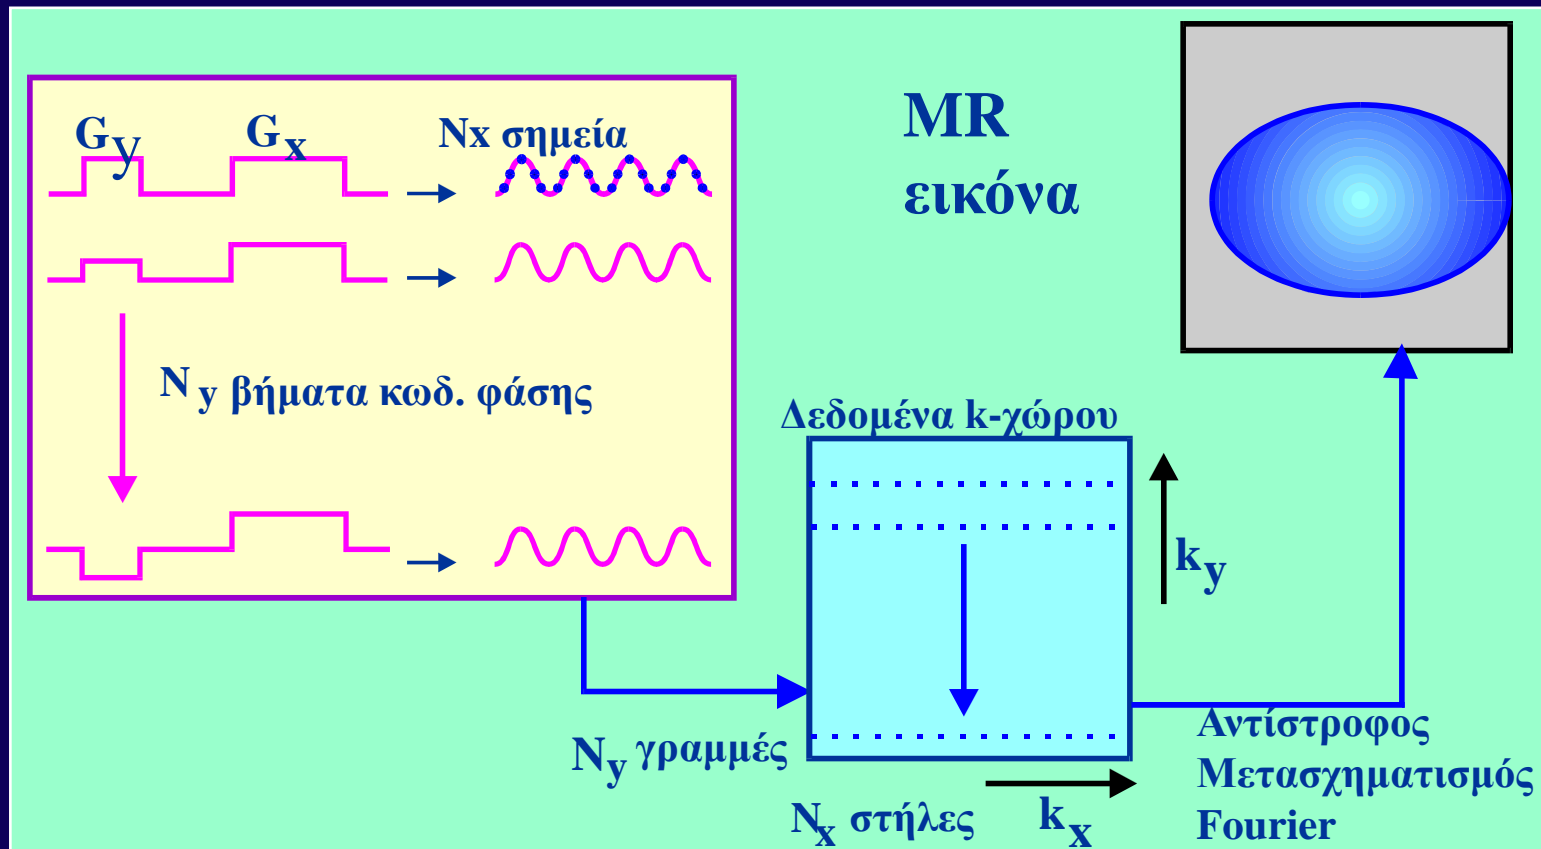 Gy Gx Nx σημεία
MR
εικόνα
Ny βήματα κωδ. φάσης
Δεδομένα k-χώρου
ky
Ny γραμμές
Nx στήλες
kx
Αντίστροφος
Μετασχηματισμός
Fourier